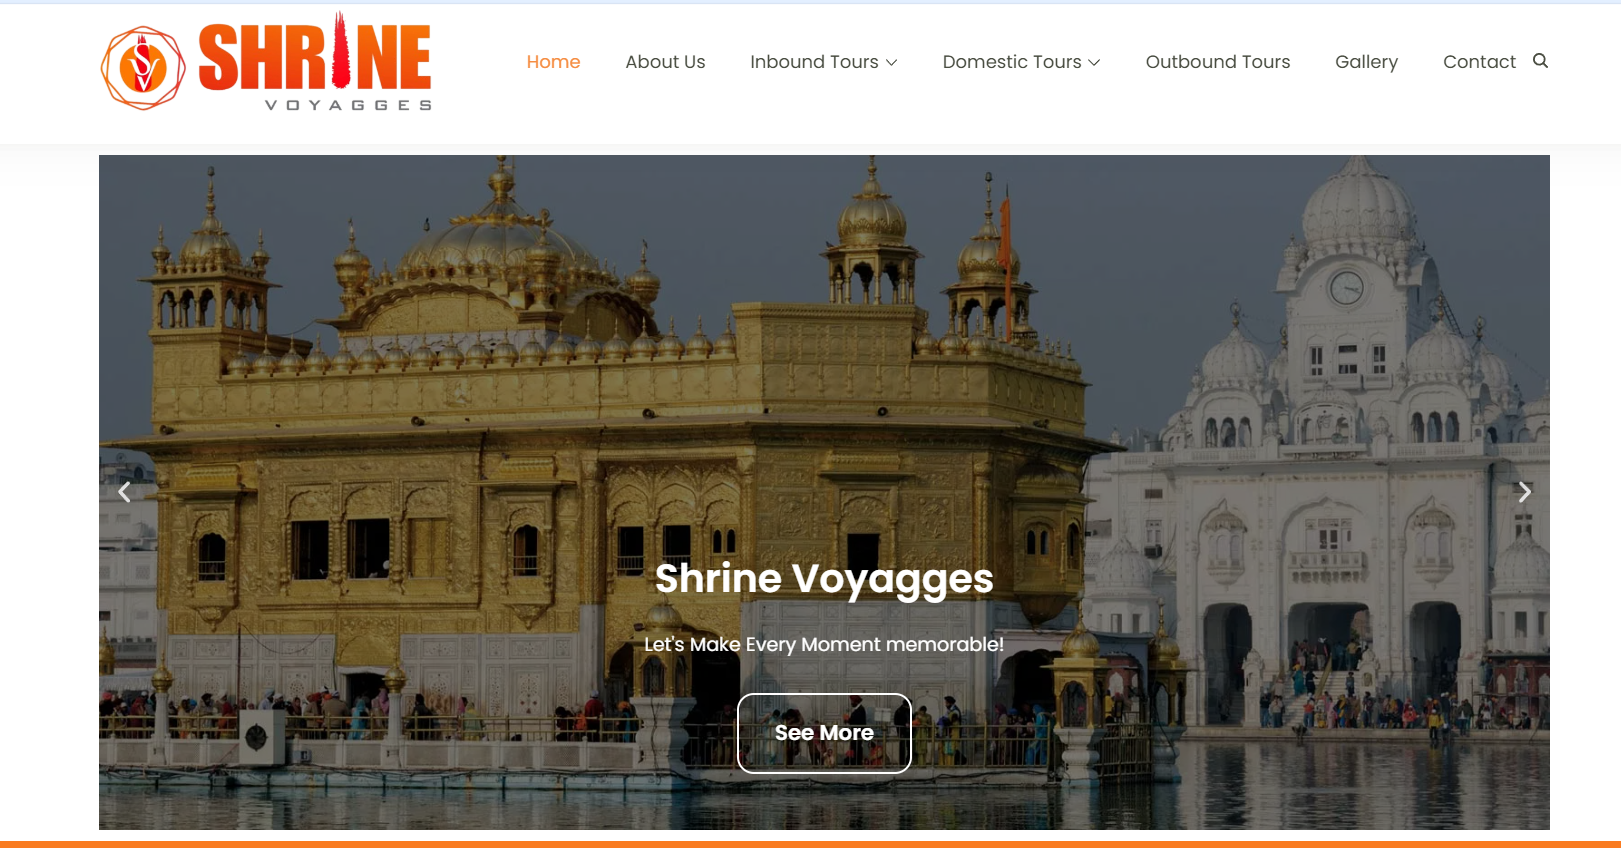 SHRINE
VOYAGGES
Home About Us Inbound Tours Domestic Tours Outbound Tours Gallery Contact
Shrine Voyagges
Let's Make Every Moment memorable!
See More